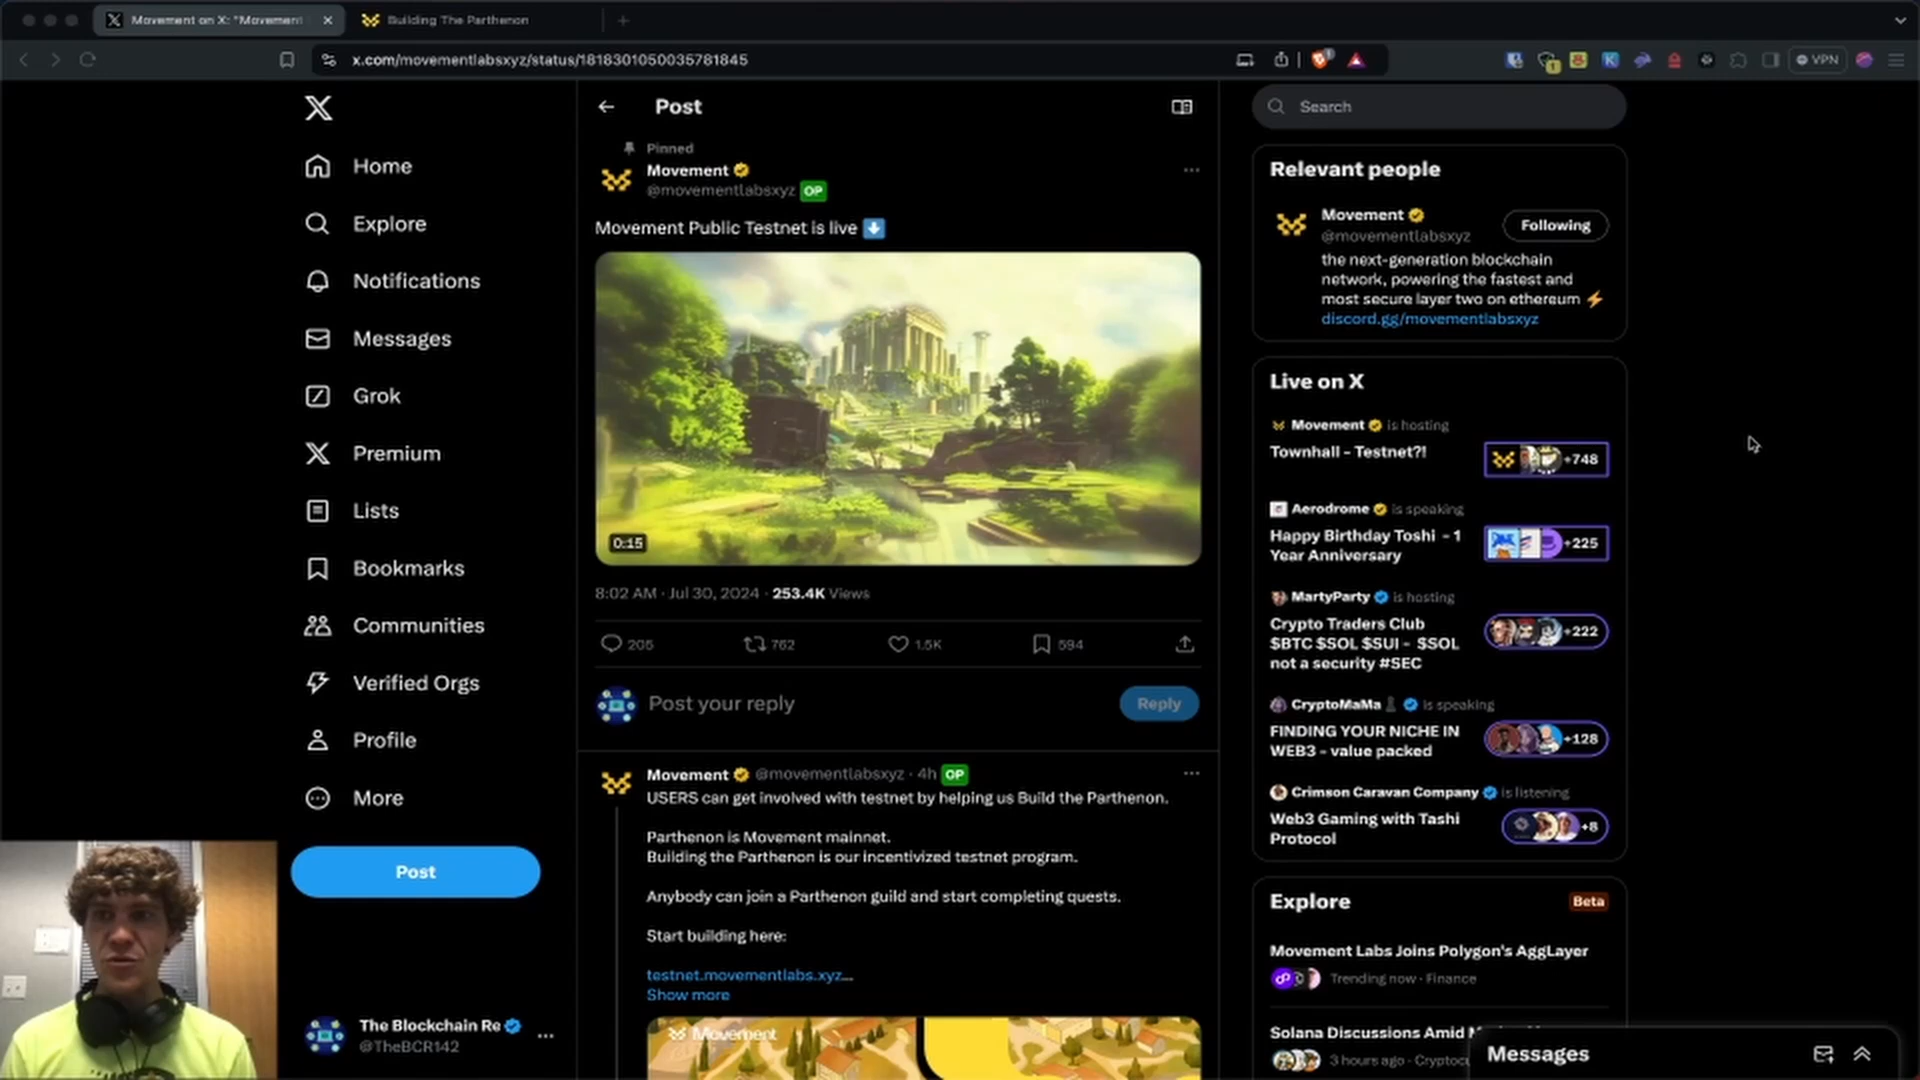 Movement on X: "Movement
Building The Parthenon
x.com/movementlabsxyz/status/1818301050035781845
VPN
Home
Explore
Notifications
Messages
Grok
Premium
Lists
Bookmarks
Communities
Verified Orgs
Profile
More
Post
The Blockchain Re
@TheBCR142
Post
Pinned
Movement
@movementlabsxyz OP
Movement Public Testnet is live
0:15
8:02 AM · Jul 30, 2024 · 253.4K Views
205 762 1.5K 594
Post your reply
Reply
Movement @movementlabsxyz · 4h OP
USERS can get involved with testnet by helping us Build the Parthenon.
Parthenon is Movement mainnet.
Building the Parthenon is our incentivized testnet program.
Anybody can join a Parthenon guild and start completing quests.
Start building here:
testnet.movementlabs.xyz...
Show more
Movement
Search
Relevant people
Movement
@movementlabsxyz
Following
the next-generation blockchain
network, powering the fastest and
most secure layer two on ethereum
discord.gg/movementlabsxyz
Live on X
Movement is hosting
Townhall - Testnet?!
+748
Aerodrome is speaking
Happy Birthday Toshi - 1
Year Anniversary
+225
MartyParty is hosting
Crypto Traders Club
$BTC $SOL $SUI - $SOL
not a security #SEC
+222
CryptoMaMa is speaking
FINDING YOUR NICHE IN
WEB3 - value packed
+128
Crimson Caravan Company is listening
Web3 Gaming with Tashi
Protocol
+8
Explore
Beta
Movement Labs Joins Polygon's AggLayer
Trending now · Finance
Solana Discussions Amid
3 hours ago ·
Messages